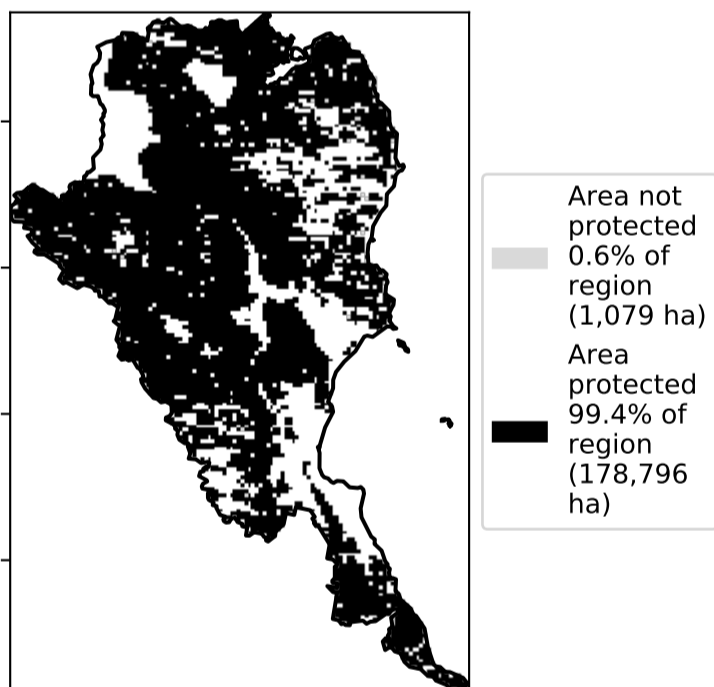 Area not
protected
0.6% of
region
(1,079 ha)
Area
protected
99.4% of
region
(178,796
ha)